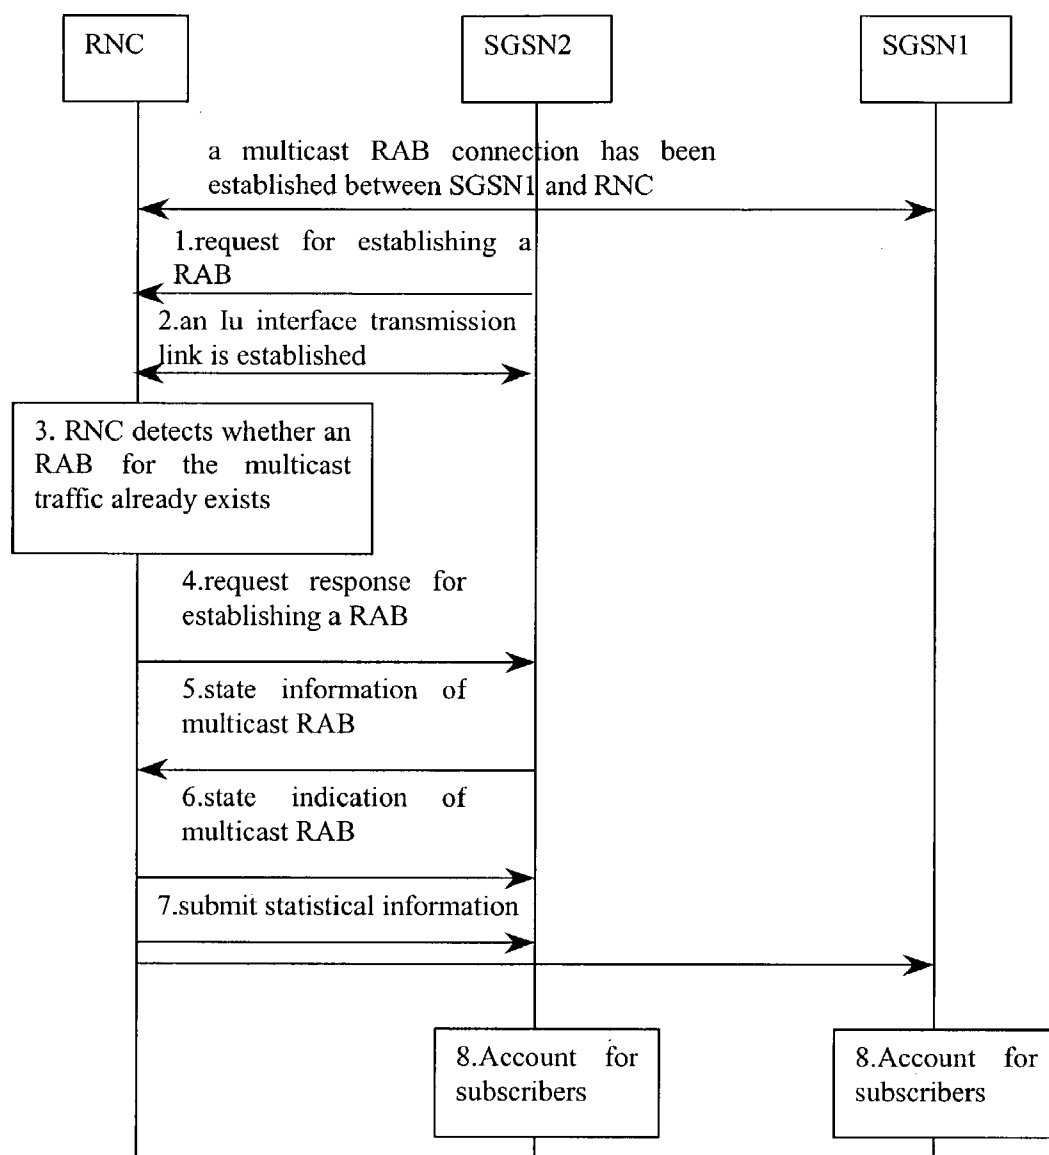 RNC
SGSN2
SGSN1
a multicast RAB connection has been
established between SGSN1 and RNC
1.request for establishing a
RAB
2.an Iu interface transmission
link is established
3. RNC detects whether an
RAB for the multicast
traffic already exists
4.request response for
establishing a RAB
5.state information of
multicast RAB
6.state indication of
multicast RAB
7.submit statistical information
8.Account for
subscribers
8.Account for
subscribers